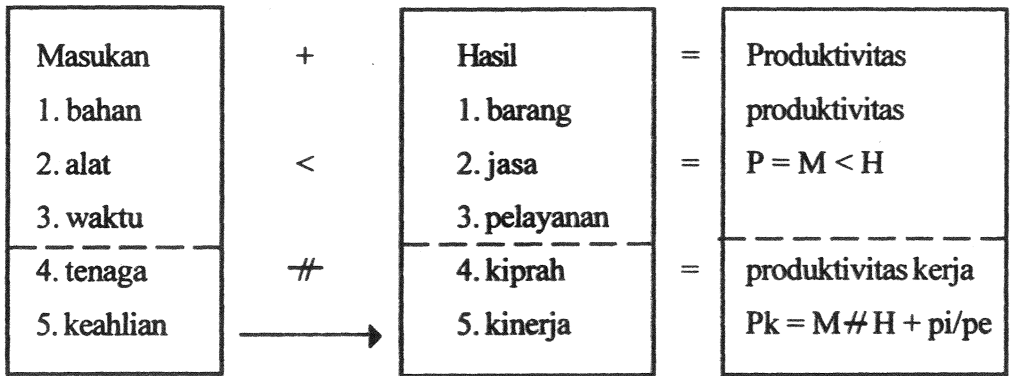 Masukan + Hasil = Produktivitas
1. bahan 1. barang produktivitas
2. alat < 2. jasa = P = M < H
3. waktu 3. pelayanan
4. tenaga # 4. kiprah = produktivitas kerja
5. keahlian 5. kinerja Pk = M # H + pi/pe